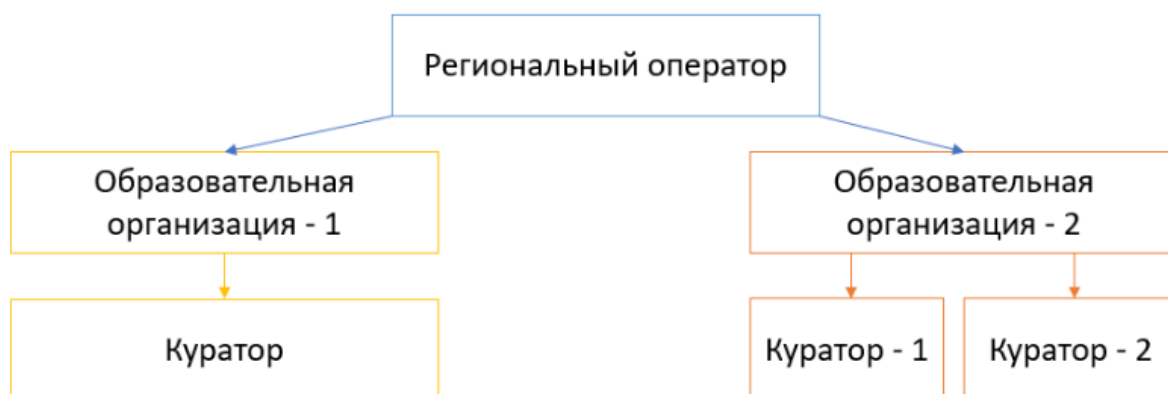 Региональный оператор
Образовательная
организация - 1
Образовательная
организация - 2
Куратор
Куратор - 1
Куратор - 2